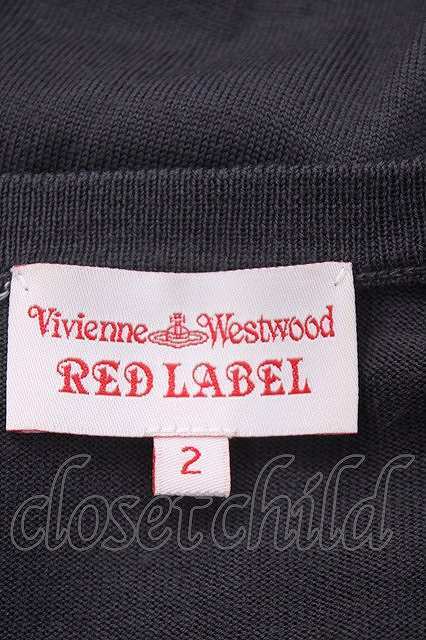 Vivienne Westwood
RED LABEL
2
closetchild